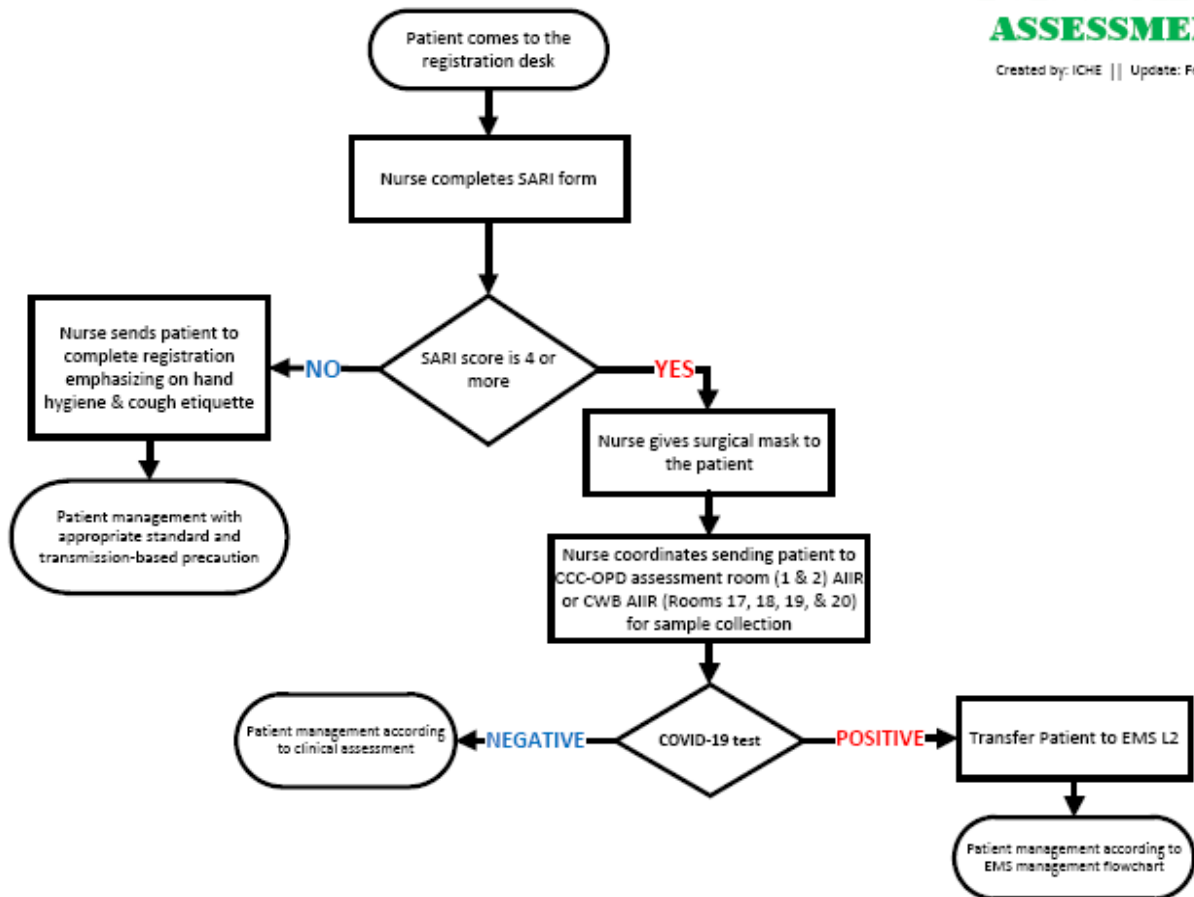 ASSESSME
Created by: ICHE || Update: F
Patient comes to the
registration desk
Nurse completes SARI form
SARI score is 4 or
more
NO
YES
Nurse sends patient to
complete registration
emphasizing on hand
hygiene & cough etiquette
Patient management with
appropriate standard and
transmission-based precaution
Nurse gives surgical mask to
the patient
Nurse coordinates sending patient to
CCC-OPD assessment room (1 & 2) AIIR
or CWB AIIR (Rooms 17, 18, 19, & 20)
for sample collection
COVID-19 test
NEGATIVE
POSITIVE
Patient management according
to clinical assessment
Transfer Patient to EMS L2
Patient management according to
EMS management flowchart